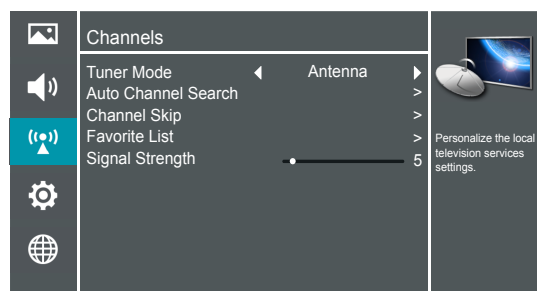 Channels
Tuner Mode Antenna
Auto Channel Search >
Channel Skip >
Favorite List >
Signal Strength 5
Personalize the local
television services
settings.